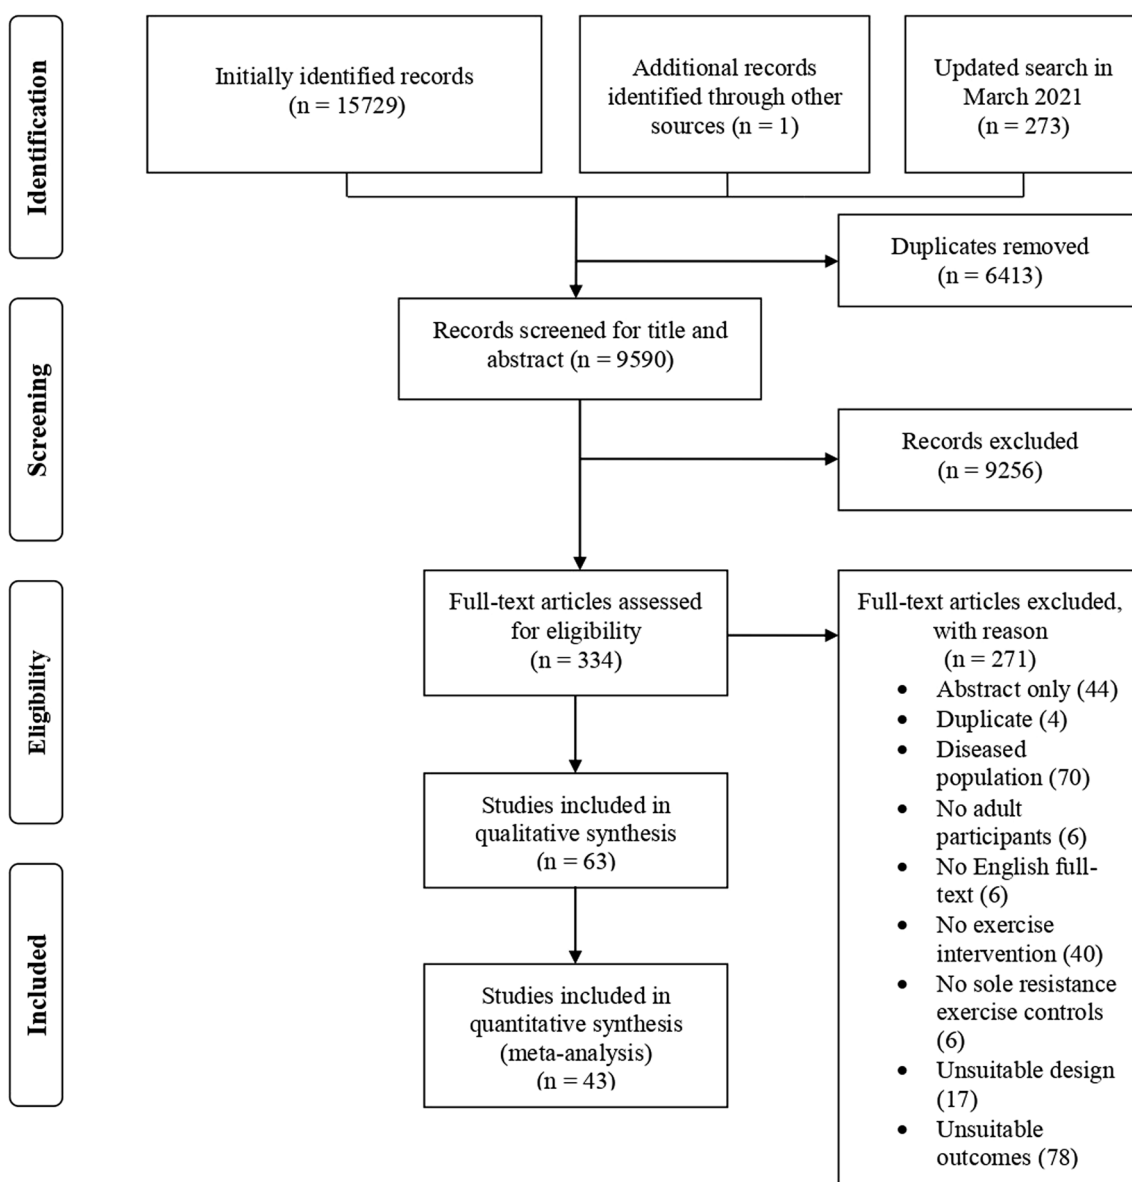 Identification
Initially identified records
(n = 15729)
Additional records
identified through other
sources (n = 1)
Updated search in
March 2021
(n = 273)
Duplicates removed
(n = 6413)
Screening
Records screened for title and
abstract (n = 9590)
Records excluded
(n = 9256)
Eligibility
Full-text articles assessed
for eligibility
(n = 334)
Full-text articles excluded,
with reason
(n = 271)
• Abstract only (44)
• Duplicate (4)
• Diseased
population (70)
• No adult
participants (6)
• No English full-
text (6)
• No exercise
intervention (40)
• No sole resistance
exercise controls
(6)
• Unsuitable design
(17)
• Unsuitable
outcomes (78)
Studies included in
qualitative synthesis
(n = 63)
Included
Studies included in
quantitative synthesis
(meta-analysis)
(n = 43)